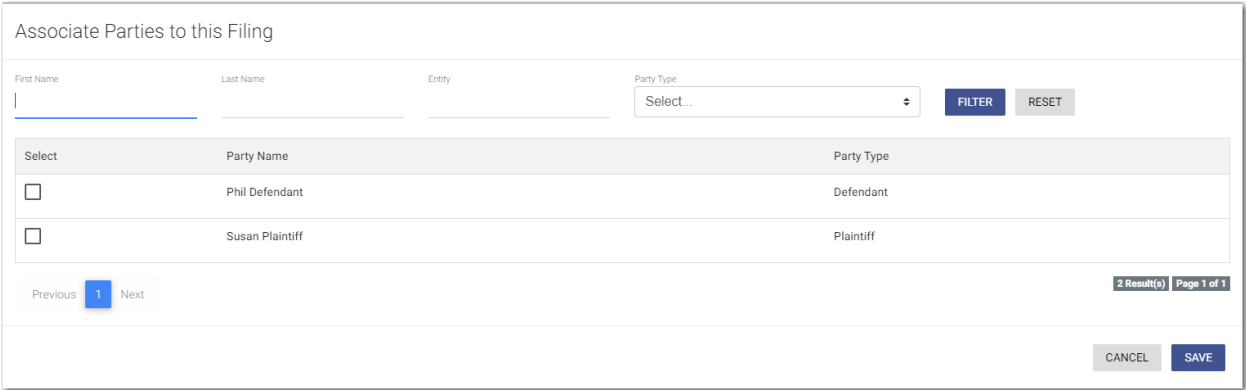 Associate Parties to this Filing
First Name Last Name Entity Party Type
Select... FILTER RESET
Select Party Name Party Type
Phil Defendant Defendant
Susan Plaintiff Plaintiff
Previous 1 Next 2 Result(s) Page 1 of 1
CANCEL SAVE